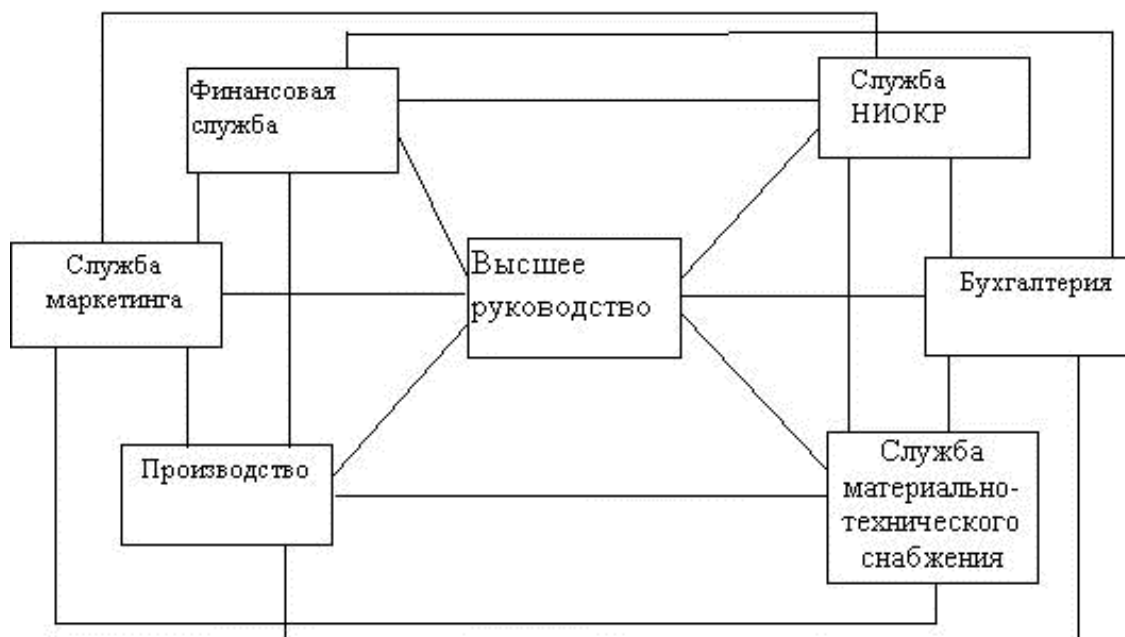 Финансовая
служба
Служба
НИОКР
Служба
маркетинга
Высшее
руководство
Бухгалтерия
Производство
Служба
материально-
технического
снабжения